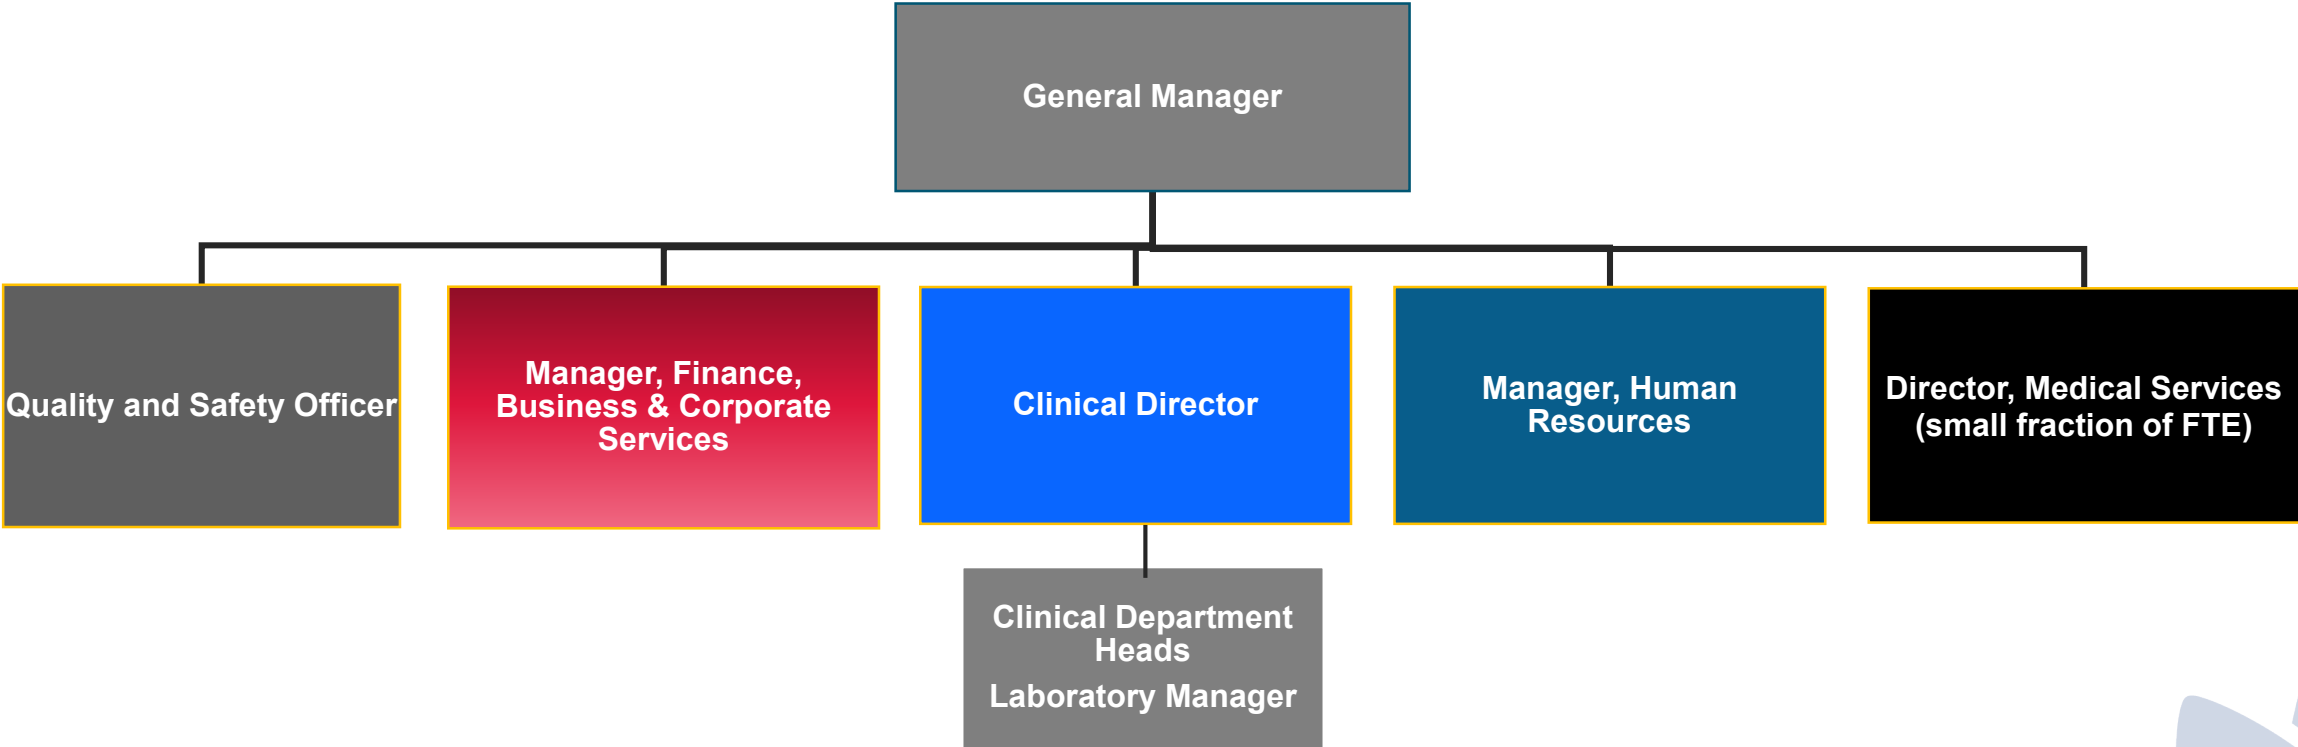 General Manager
Quality and Safety Officer
Manager, Finance,
Business & Corporate
Services
Clinical Director
Manager, Human
Resources
Director, Medical Services
(small fraction of FTE)
Clinical Department
Heads
Laboratory Manager